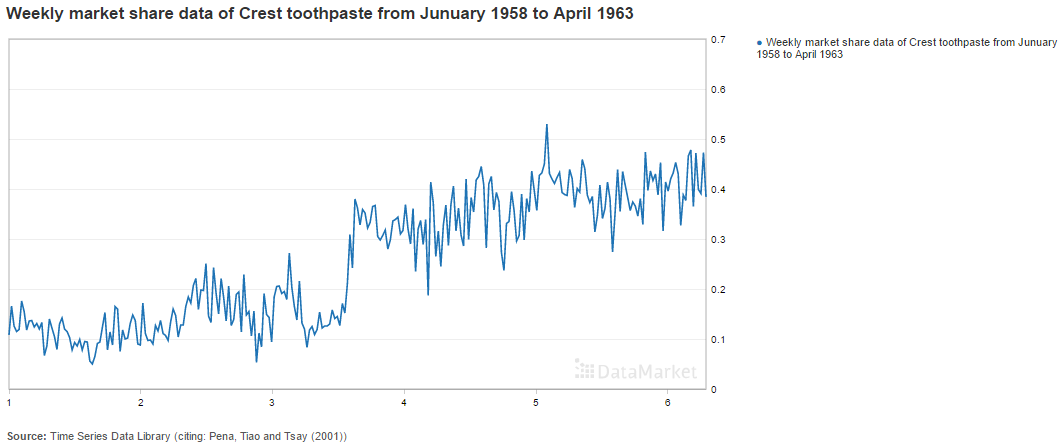 Weekly market share data of Crest toothpaste from Junuary 1958 to April 1963
● Weekly market share data of Crest toothpaste from Junuary
1958 to April 1963
0.7
0.6
0.5
0.4
0.3
0.2
0.1
0
DataMarket
1 2 3 4 5 6
Source: Time Series Data Library (citing: Pena, Tiao and Tsay (2001))